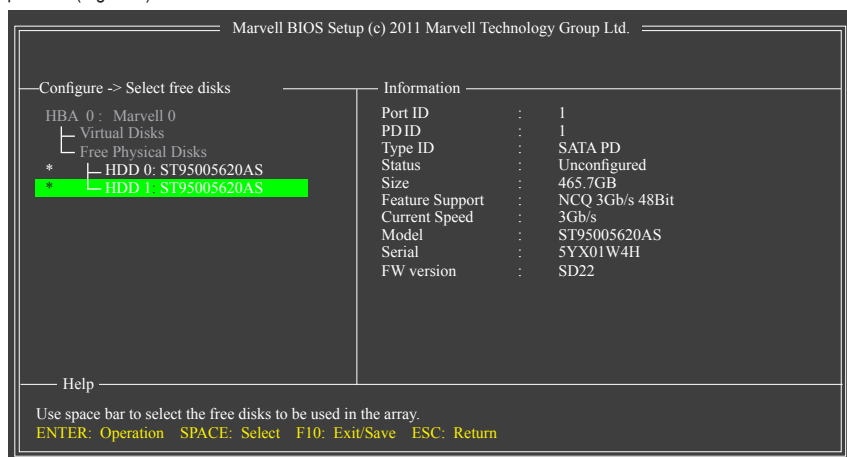 Marvell BIOS Setup (c) 2011 Marvell Technology Group Ltd.
Configure -> Select free disks
HBA 0 : Marvell 0
Virtual Disks
Free Physical Disks
* HDD 0: ST95005620AS
* HDD 1: ST95005620AS
Information
Port ID : 1
PD ID : 1
Type ID : SATA PD
Status : Unconfigured
Size : 465.7GB
Feature Support : NCQ 3Gb/s 48Bit
Current Speed : 3Gb/s
Model : ST95005620AS
Serial : 5YX01W4H
FW version : SD22
Help
Use space bar to select the free disks to be used in the array.
ENTER: Operation SPACE: Select F10: Exit/Save ESC: Return